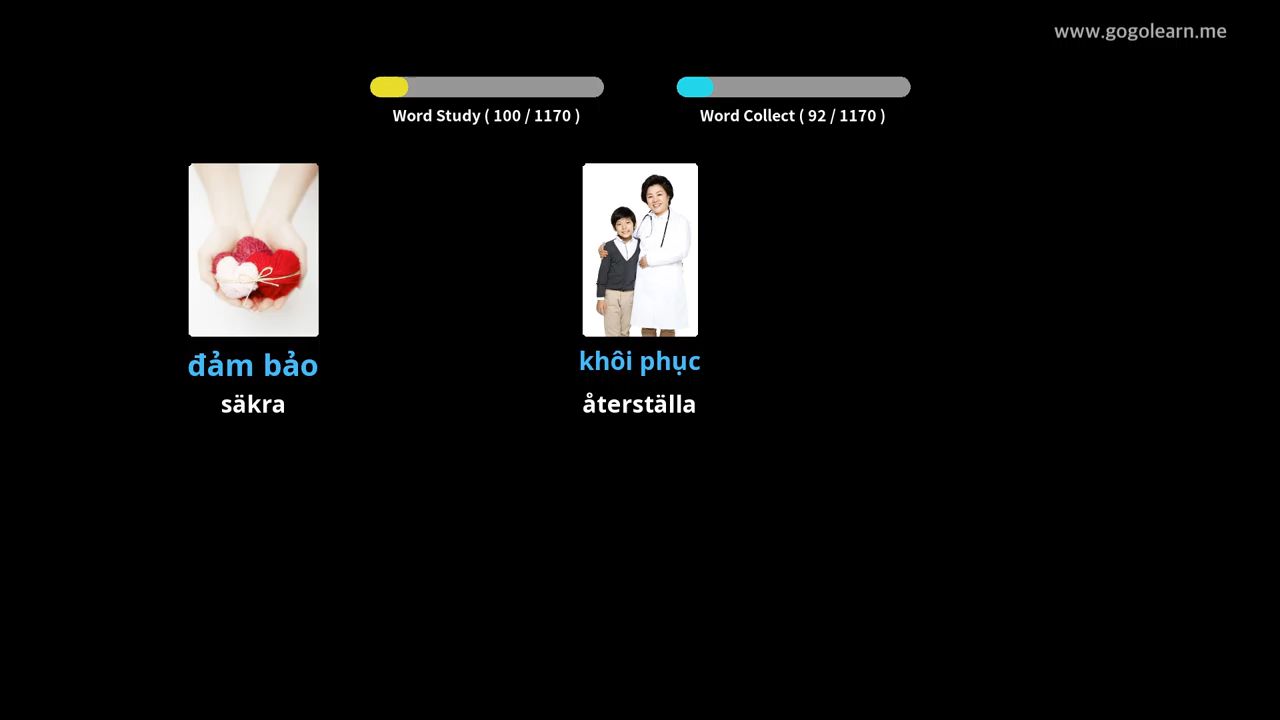 www.gogolearn.me
Word Study ( 100 / 1170 )
Word Collect ( 92 / 1170 )
đảm bảo
säkra
khôi phục
återställa